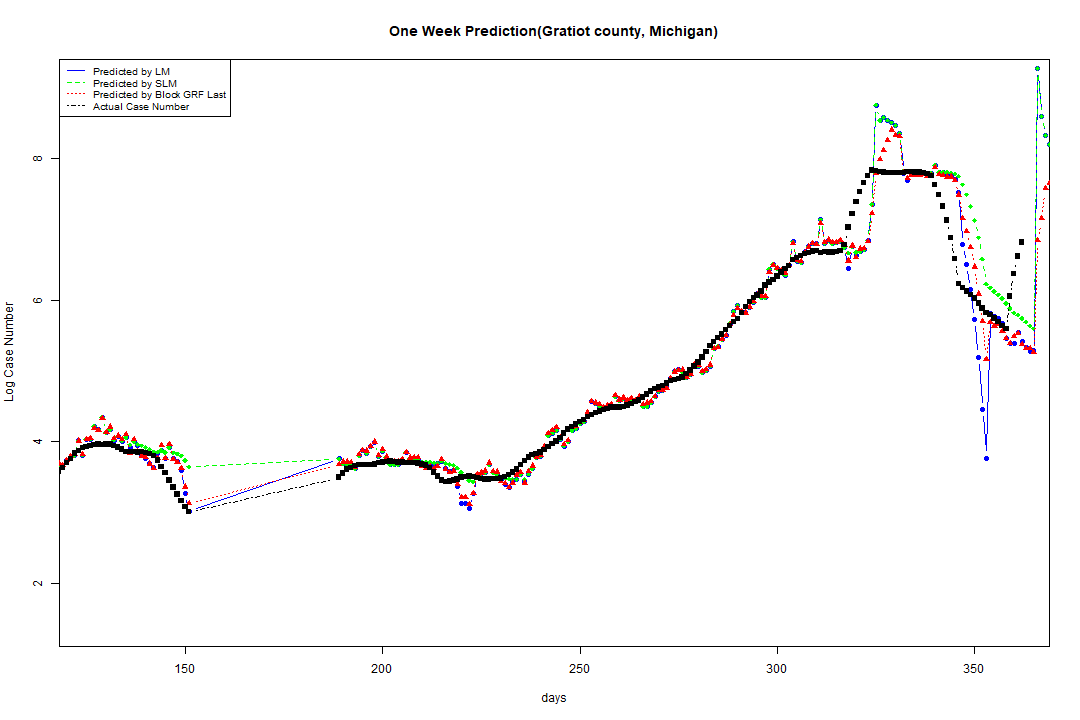 One Week Prediction(Gratiot county, Michigan)
Predicted by LM
Predicted by SLM
Predicted by Block GRF Last
Actual Case Number
8
6
4
2
Log Case Number
150 200 250 300 350
days